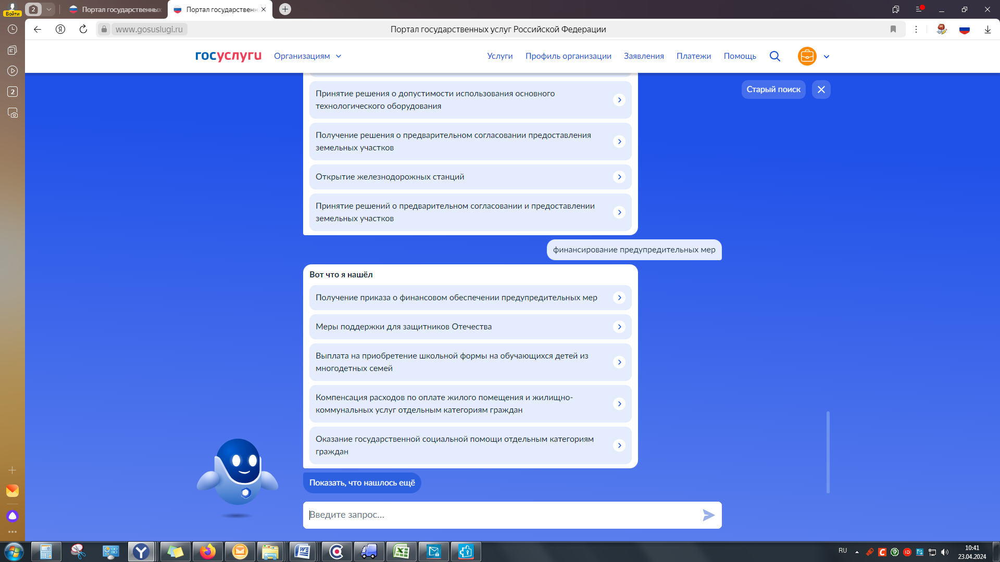 Войти
2
Портал государственных
Портал государственн
www.gosuslugi.ru
Портал государственных услуг Российской Федерации
2
госуслуги
Организациям
Услуги
Профиль организации
Заявления
Платежи
Помощь
Старый поиск
Принятие решения о допустимости использования основного
технологического оборудования
Получение решения о предварительном согласовании предоставления
земельных участков
Открытие железнодорожных станций
Принятие решений о предварительном согласовании и предоставлении
земельных участков
финансирование предупредительных мер
Вот что я нашёл
Получение приказа о финансовом обеспечении предупредительных мер
Меры поддержки для защитников Отечества
Выплата на приобретение школьной формы на обучающихся детей из
многодетных семей
Компенсация расходов по оплате жилого помещения и жилищно-
коммунальных услуг отдельным категориям граждан
Оказание государственной социальной помощи отдельным категориям
граждан
Показать, что нашлось ещё
Введите запрос...
RU
10:41
23.04.2024